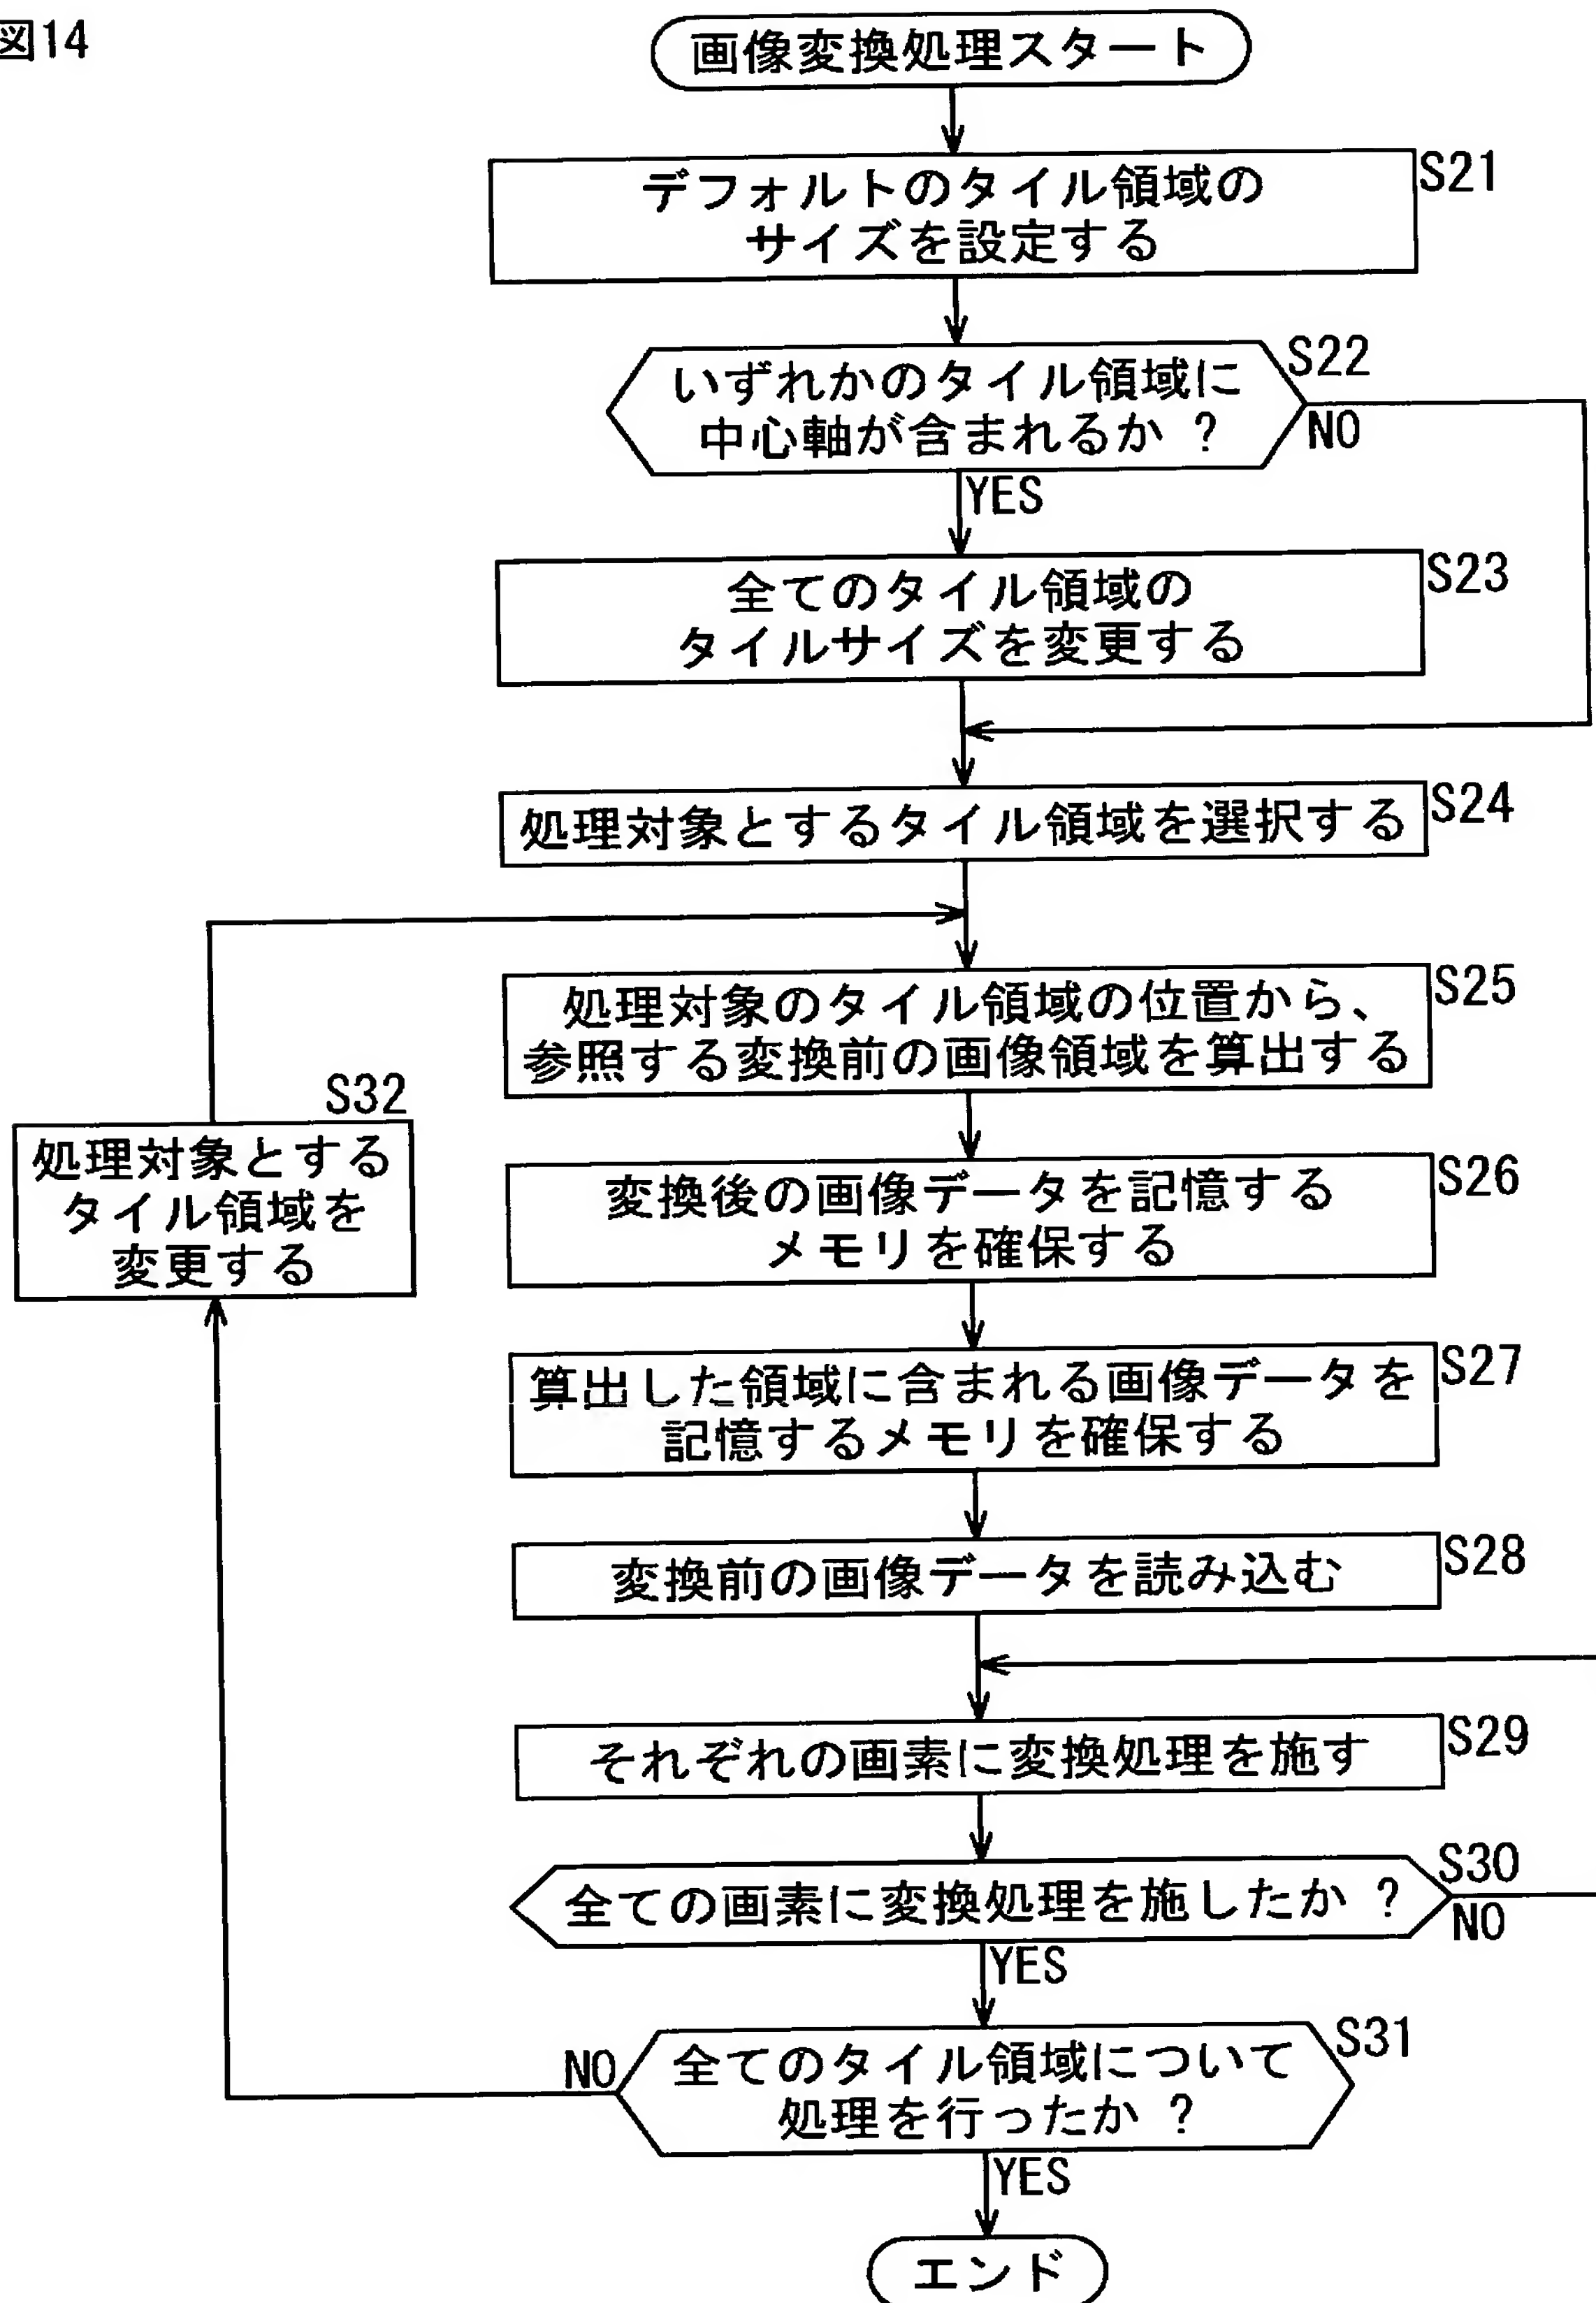 図14
画像変換処理スタート
S21
デフォルトのタイル領域の
サイズを設定する
S22
いずれかのタイル領域に
中心軸が含まれるか ?
NO
YES
S23
全てのタイル領域の
タイルサイズを変更する
S24
処理対象とするタイル領域を選択する
S25
処理対象のタイル領域の位置から、
参照する変換前の画像領域を算出する
S32
処理対象とする
タイル領域を
変更する
S26
変換後の画像データを記憶する
メモリを確保する
S27
算出した領域に含まれる画像データを
記憶するメモリを確保する
S28
変換前の画像データを読み込む
S29
それぞれの画素に変換処理を施す
S30
全ての画素に変換処理を施したか ?
NO
YES
S31
NO
全てのタイル領域について
処理を行ったか ?
YES
エンド